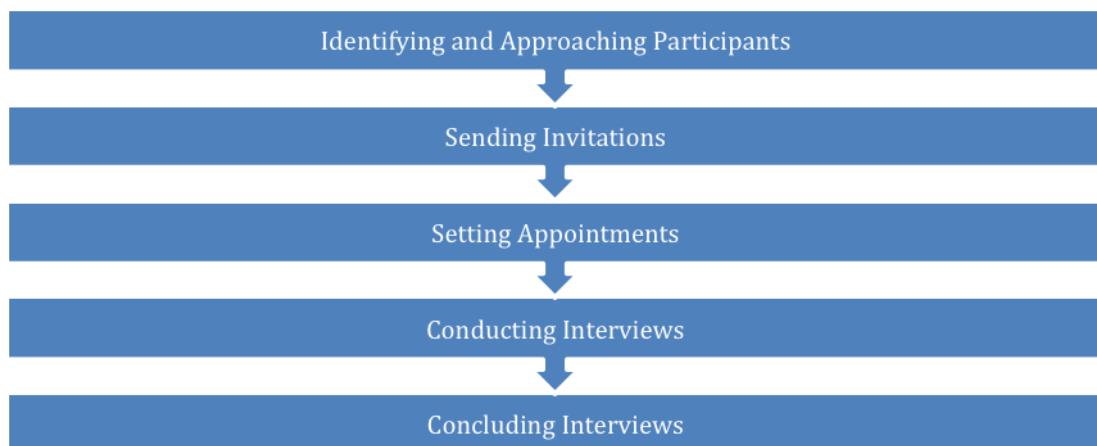 Identifying and Approaching Participants
Sending Invitations
Setting Appointments
Conducting Interviews
Concluding Interviews